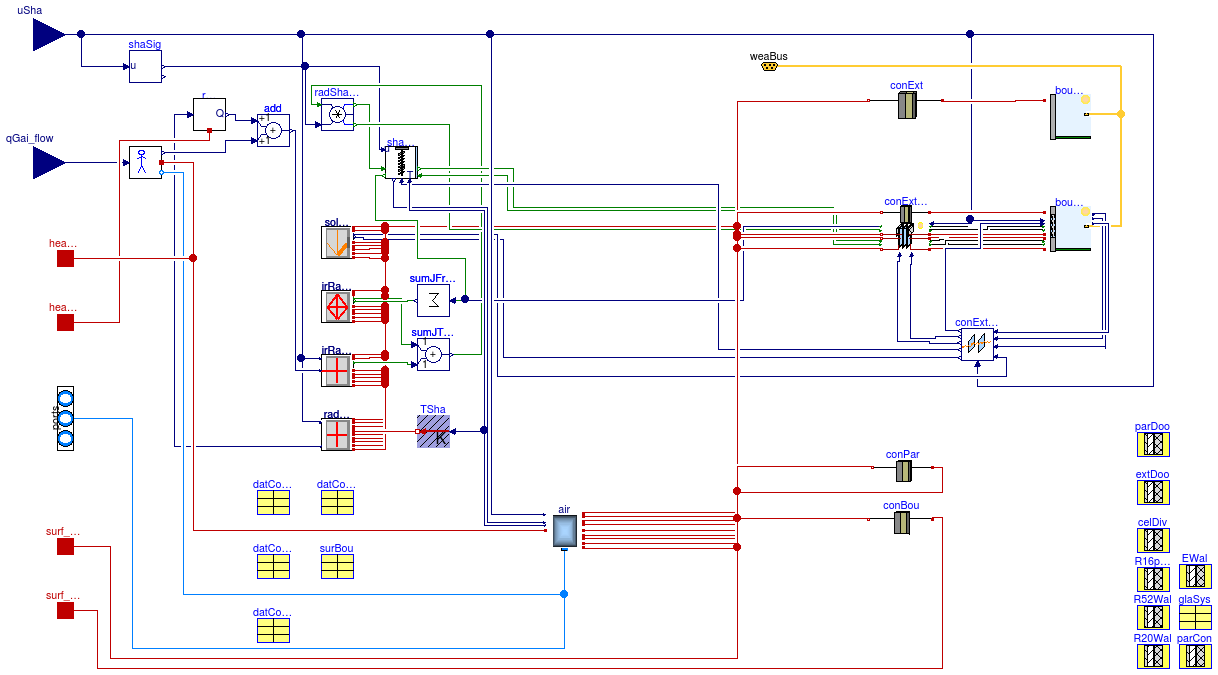 uSha
shaSig
u
weaBus
radSha...
conExt
bou...
r
Q
add
+1
+
+1
qGai_flow
sha
T
sol...
conExt...
bou...
hea...
irRa...
sumJFr...
Σ
hea...
irRa...
sumJT...
1
+
1
conExt...
ports
rad...
TSha
K
parDoo
conPar
datCo...
datCo...
extDoo
conBou
air
celDiv
surf_...
datCo...
surBou
R16p...
EWal
surf_...
datCo...
R52Wal
glaSys
R20Wal
parCon